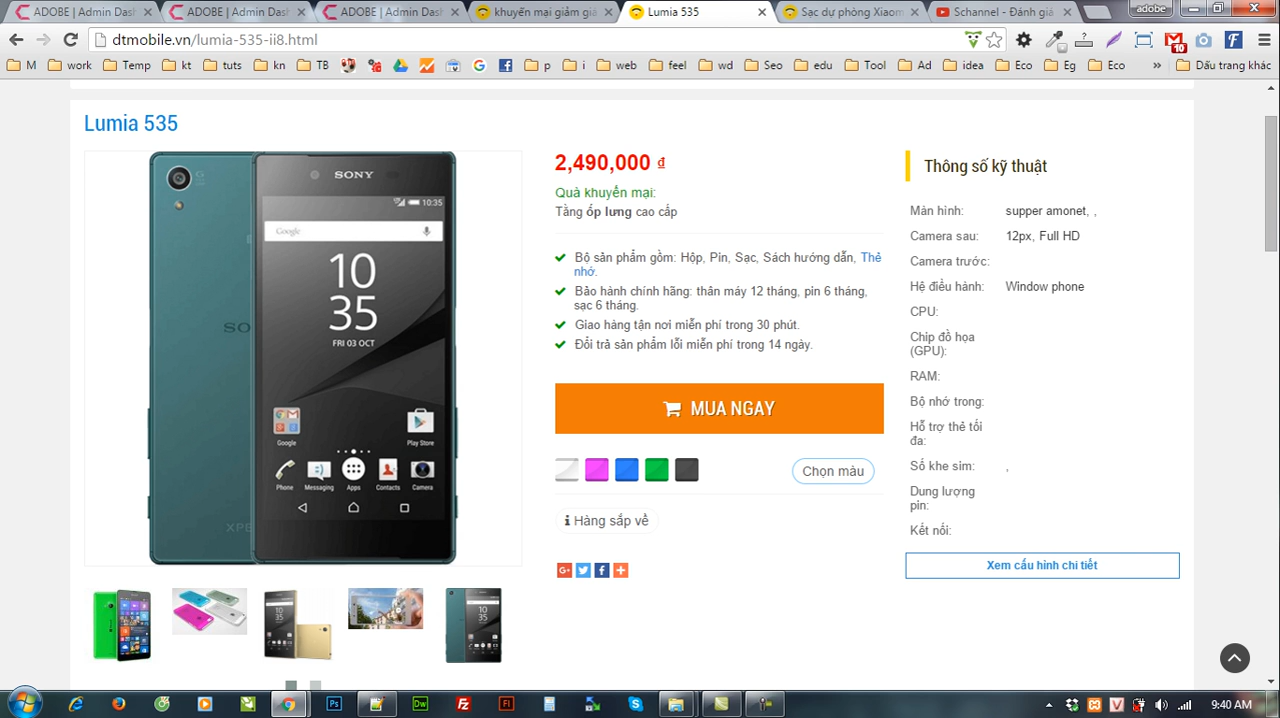 ADOBE | Admin Dash
ADOBE | Admin Dash
ADOBE | Admin Dash
khuyến mại giảm giá
Lumia 535
Sạc dự phòng Xiaom
Schannel - Đánh giá
adobe
dtmobile.vn/lumia-535-ii8.html
10
M
work
Temp
kt
tuts
kn
TB
p
i
web
feel
wd
Seo
edu
Tool
Ad
idea
Eco
Eg
Eco
»
Dấu trang khác
Lumia 535
SONY
10:35
Google
10
35
FRI 03 OCT
SO
Google
Play Store
Phone
Messaging
Apps
Contacts
Camera
XPE
2,490,000 ₫
Quà khuyến mại:
Tặng ốp lưng cao cấp
Bộ sản phẩm gồm: Hộp, Pin, Sạc, Sách hướng dẫn, Thẻ
nhớ.
Bảo hành chính hãng: thân máy 12 tháng, pin 6 tháng,
sạc 6 tháng.
Giao hàng tận nơi miễn phí trong 30 phút.
Đổi trả sản phẩm lỗi miễn phí trong 14 ngày.
MUA NGAY
Chọn màu
Hàng sắp về
Thông số kỹ thuật
Màn hình: supper amonet, ,
Camera sau: 12px, Full HD
Camera trước:
Hệ điều hành: Window phone
CPU:
Chip đồ họa
(GPU):
RAM:
Bộ nhớ trong:
Hỗ trợ thẻ tối
đa:
Số khe sim: ,
Dung lượng
pin:
Kết nối:
Xem cấu hình chi tiết
9:40 AM